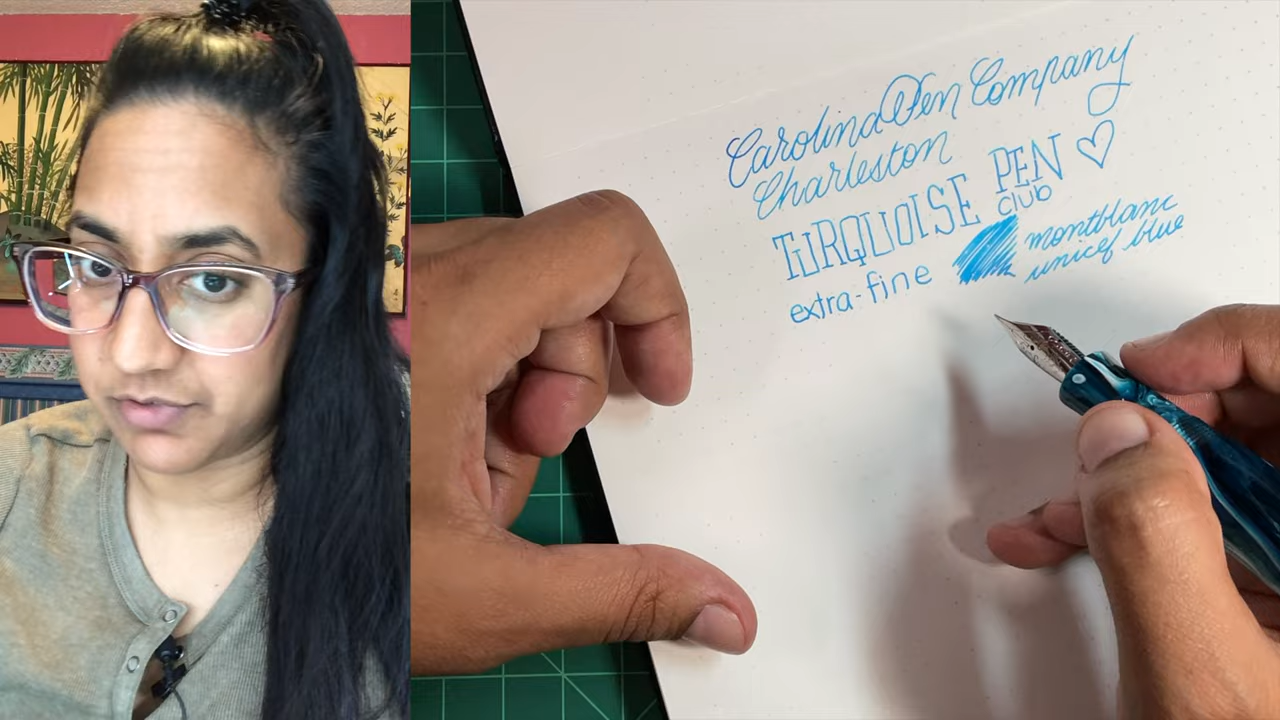 Carolina Pen Company
Charleston
TURQUOISE PEN ♡
club
extra-fine montblanc
unicef blue